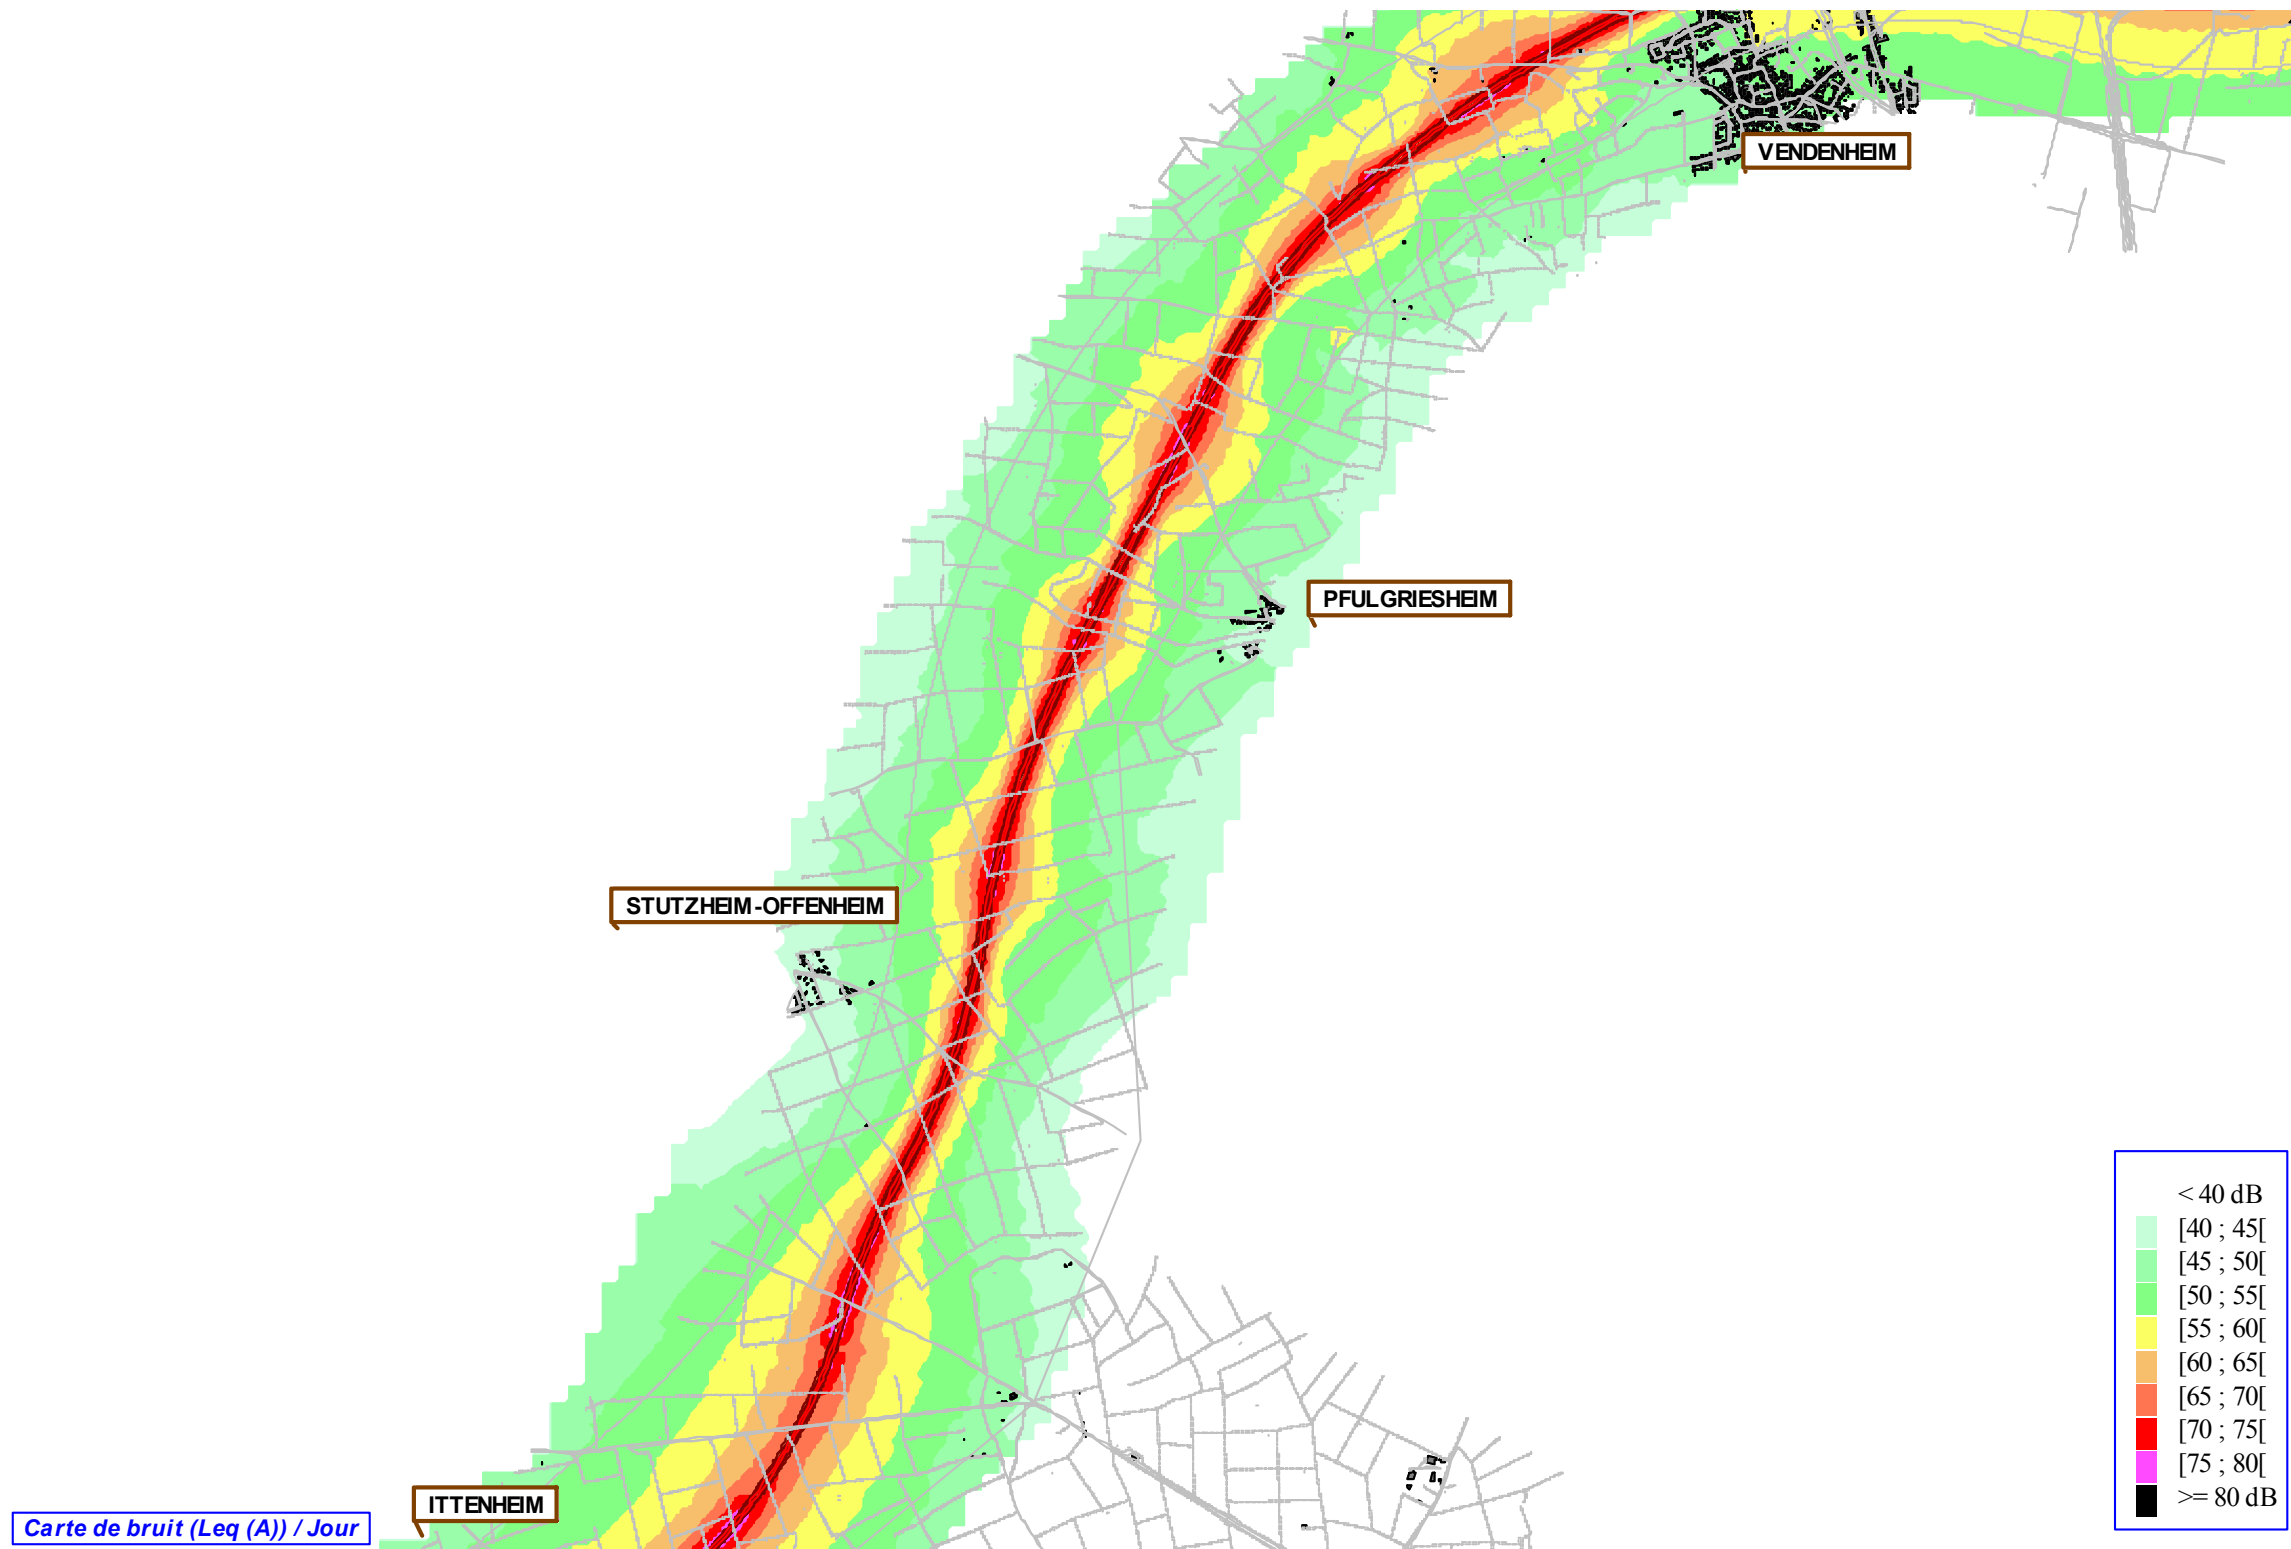 VENDENHEIM
PFULGRIESHEIM
STUTZHEIM-OFFENHEIM
ITTENHEIM
Carte de bruit (Leq (A)) / Jour
< 40 dB
[40 ; 45[
[45 ; 50[
[50 ; 55[
[55 ; 60[
[60 ; 65[
[65 ; 70[
[70 ; 75[
[75 ; 80[
>= 80 dB